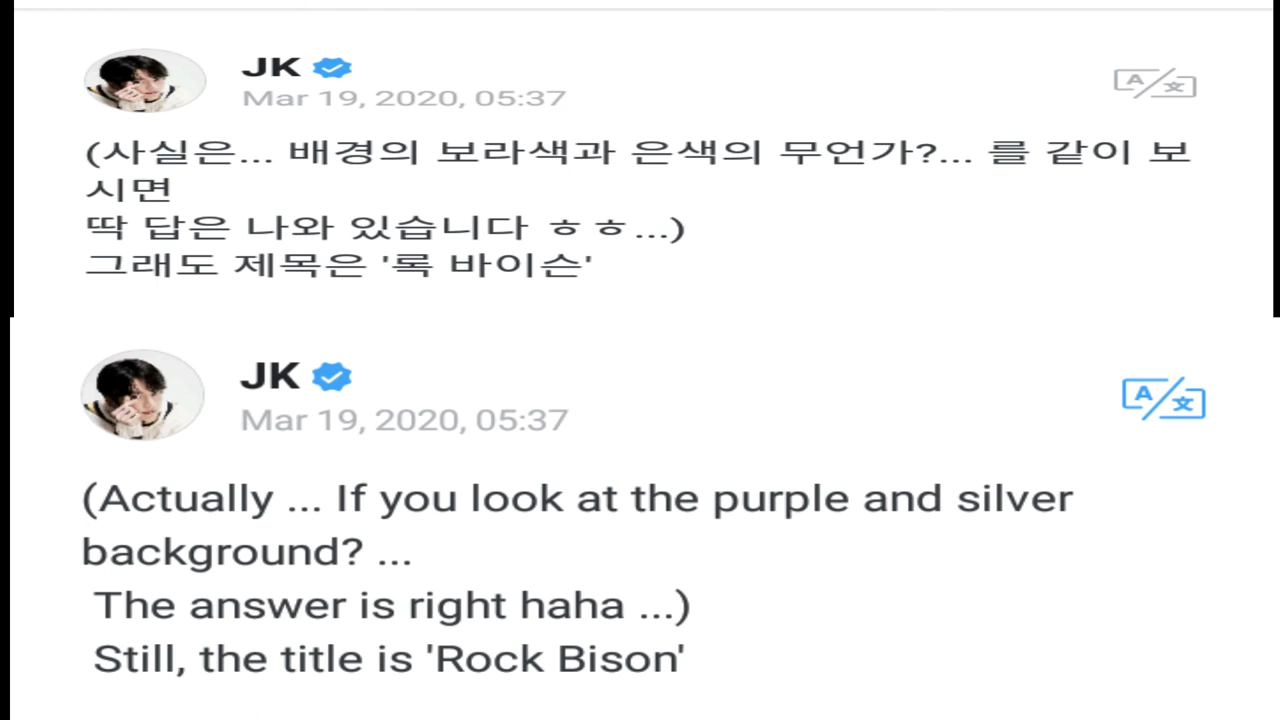 JK
Mar 19, 2020, 05:37
A/文
(사실은... 배경의 보라색과 은색의 무언가?... 를 같이 보
시면
딱 답은 나와 있습니다 ㅎㅎ...)
그래도 제목은 '록 바이슨'
JK
Mar 19, 2020, 05:37
A/文
(Actually ... If you look at the purple and silver
background? ...
The answer is right haha ...)
Still, the title is 'Rock Bison'